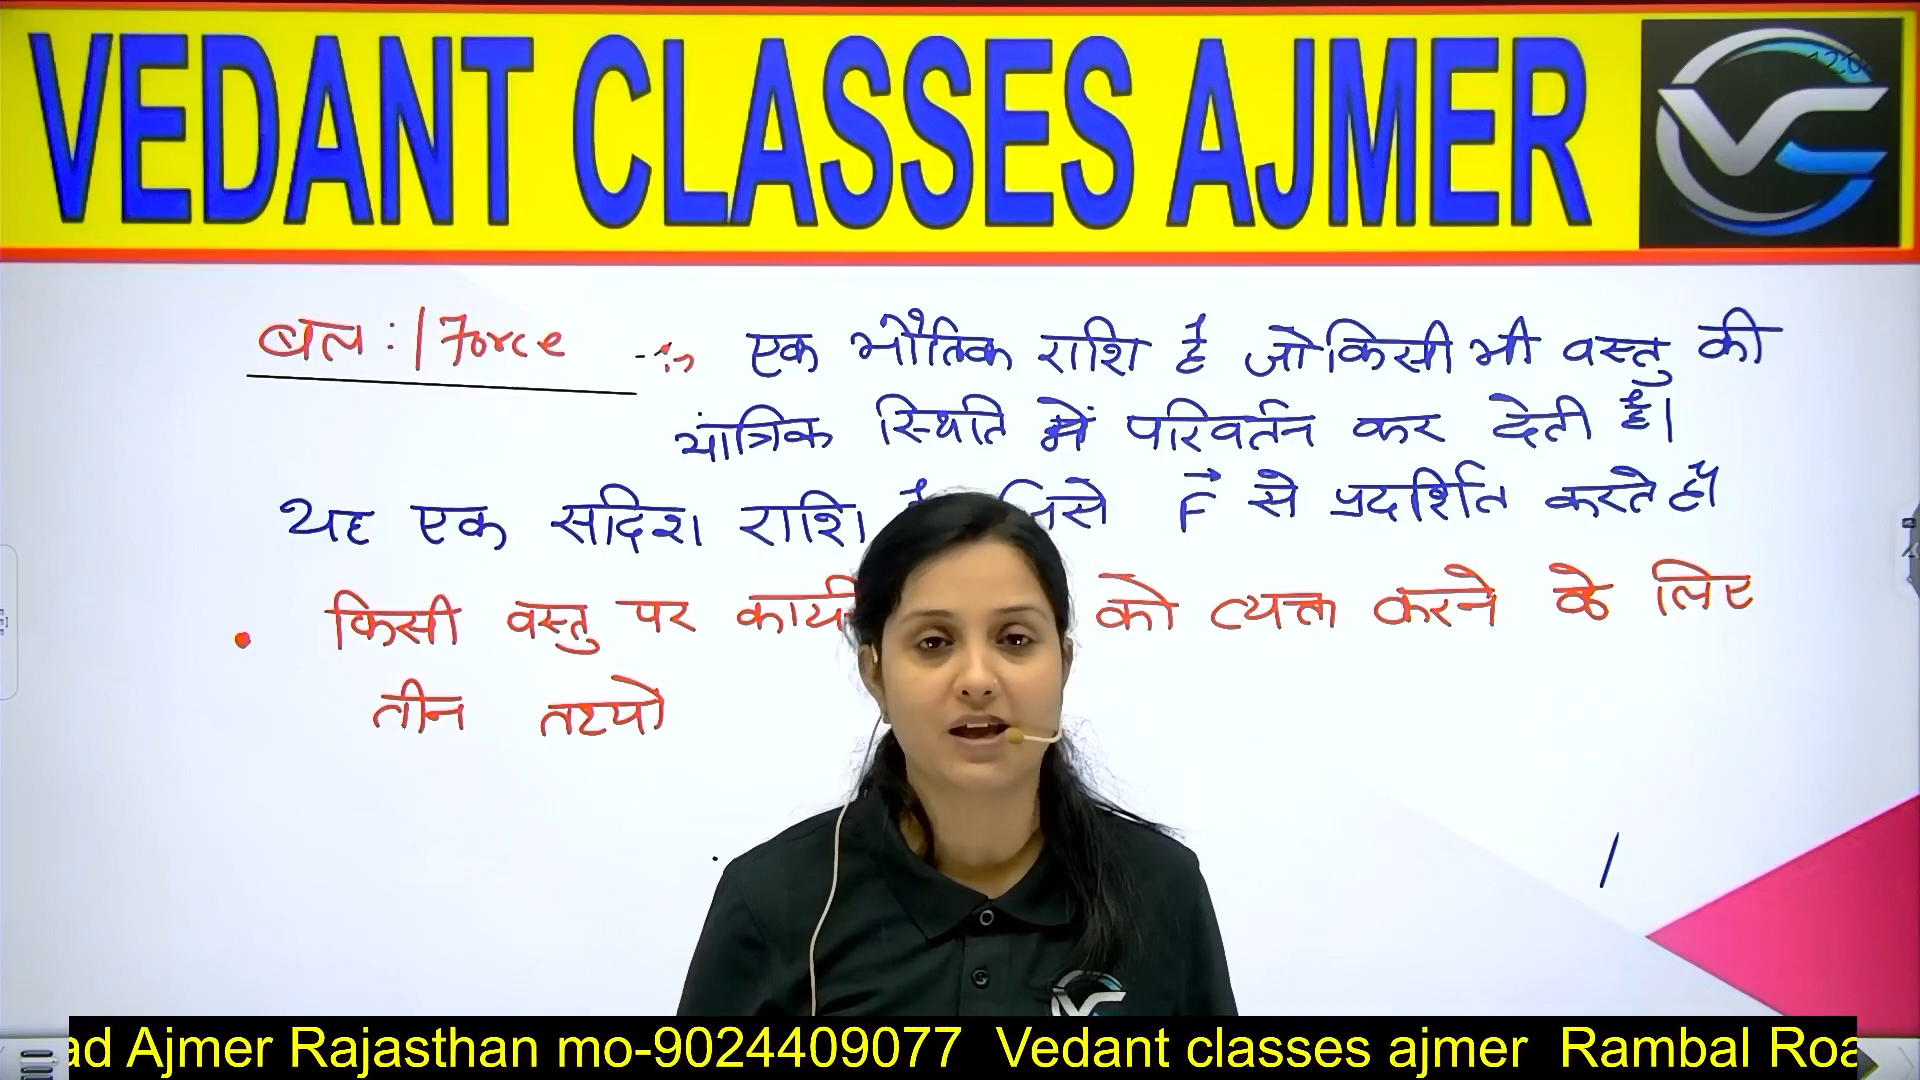 VEDANT CLASSES AJMER
बल :| Force -:→ एक भौतिक राशि है जो किसी भी वस्तु की
यांत्रिक स्थिति में परिवर्तन कर देती है।
यह एक सदिश राशि से F⃗ से प्रदर्शित करते हैं
• किसी वस्तु पर को व्यक्त करने के लिए
तीन तथ्यो
ad Ajmer Rajasthan mo-9024409077 Vedant classes ajmer Rambal Roa